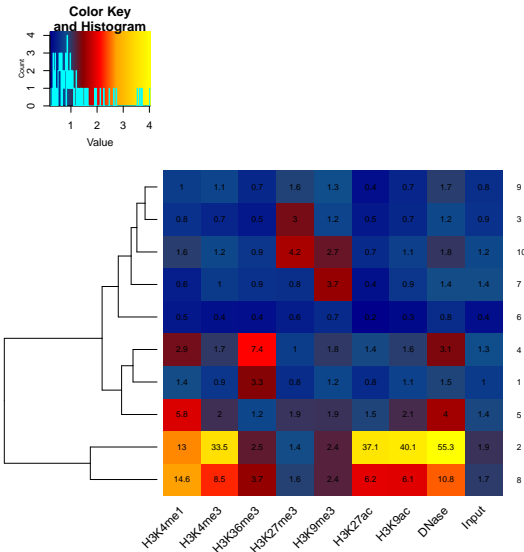 Color Key
and Histogram
Count
0 1 2 3 4
1 2 3 4
Value
1 1.1 0.7 1.6 1.3 0.4 0.7 1.7 0.8 9
0.8 0.7 0.5 3 1.2 0.5 0.7 1.2 0.9 3
1.6 1.2 0.9 4.2 2.7 0.7 1.1 1.8 1.2 10
0.6 1 0.9 0.8 3.7 0.4 0.9 1.4 1.4 7
0.5 0.4 0.4 0.6 0.7 0.3 0.8 0.4 6
2.9 1.7 7.4 1 1.8 1.4 1.6 3.1 1.3 4
1.4 0.9 3.3 0.8 1.2 0.8 1.1 1.5 1 1
5.8 2 1.2 1.9 1.9 1.5 2.1 4 1.4 5
13 33.5 2.5 1.4 2.4 37.1 40.1 55.3 1.9 2
14.6 8.5 3.7 1.6 2.4 6.2 6.1 10.8 1.7 8
H3K4me1 H3K4me3 H3K36me3 H3K27me3 H3K9me3 H3K27ac H3K9ac DNase Input